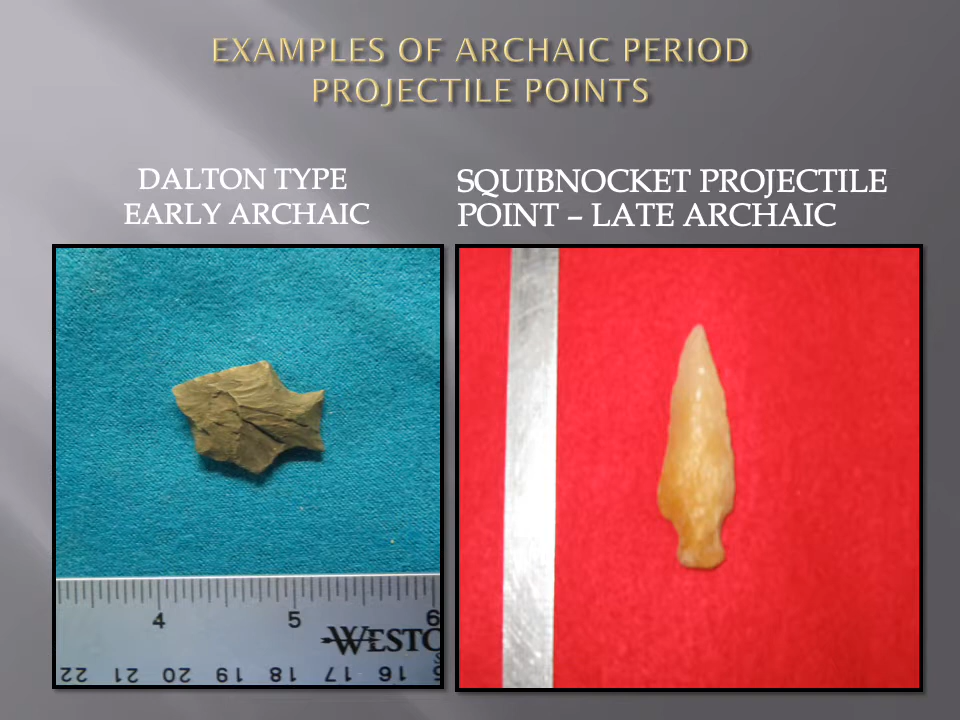 EXAMPLES OF ARCHAIC PERIOD
PROJECTILE POINTS
DALTON TYPE
EARLY ARCHAIC
SQUIBNOCKET PROJECTILE
POINT – LATE ARCHAIC
4 5 6
WESTC
22 21 20 19 18 17 16